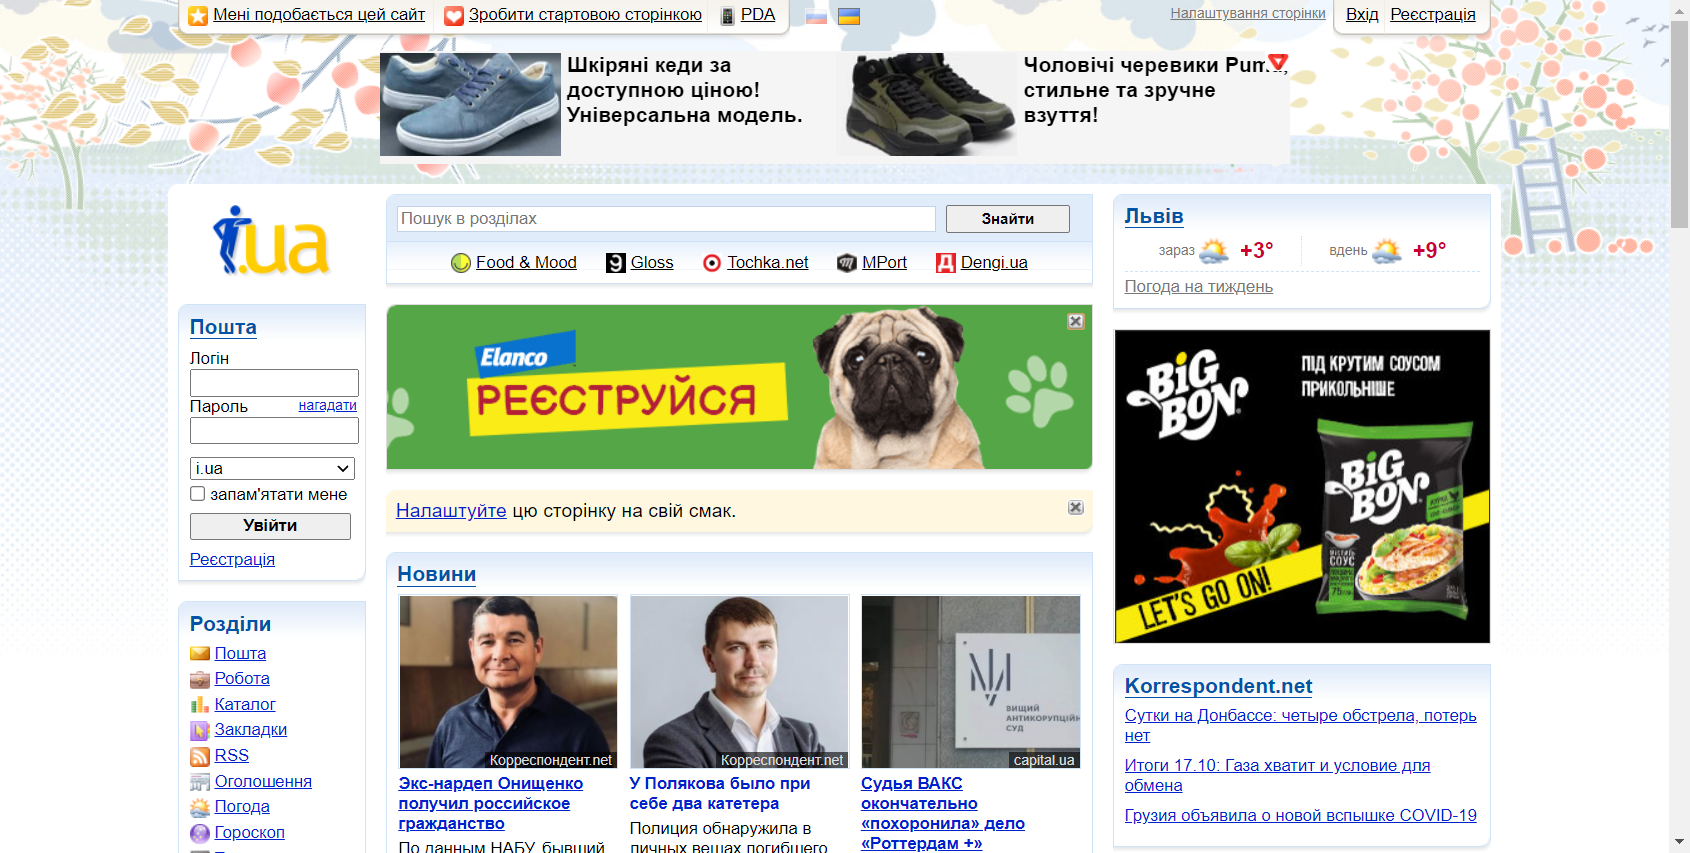 Мені подобається цей сайт
Зробити стартовою сторінкою
PDA
Налаштування сторінки
Вхід
Реєстрація
Шкіряні кеди за
доступною ціною!
Універсальна модель.
Чоловічі черевики Puma,
стильне та зручне
взуття!
i.ua
Пошук в розділах
Знайти
Food & Mood
Gloss
Tochka.net
MPort
Dengi.ua
Львів
зараз +3°
вдень +9°
Погода на тиждень
Пошта
Логін
Пароль нагадати
i.ua
запам'ятати мене
Увійти
Реєстрація
Elanco
РЕЄСТРУЙСЯ
Налаштуйте цю сторінку на свій смак.
BIG BON
ПІД КРУТИМ СОУСОМ
ПРИКОЛЬНІШЕ
BIG
BON
СОУС
LET'S GO ON!
Розділи
Пошта
Робота
Каталог
Закладки
RSS
Оголошення
Погода
Гороскоп
Новини
Корреспондент.net
Экс-нардеп Онищенко
получил российское
гражданство
По данным НАБУ, бывший
Корреспондент.net
У Полякова было при
себе два катетера
Полиция обнаружила в
личных вещах погибшего
ВИЩИЙ
АНТИКОРУПЦІЙН
СУД
capital.ua
Судья ВАКС
окончательно
«похоронила» дело
«Роттердам +»
Korrespondent.net
Сутки на Донбассе: четыре обстрела, потерь
нет
Итоги 17.10: Газа хватит и условие для
обмена
Грузия объявила о новой вспышке COVID-19